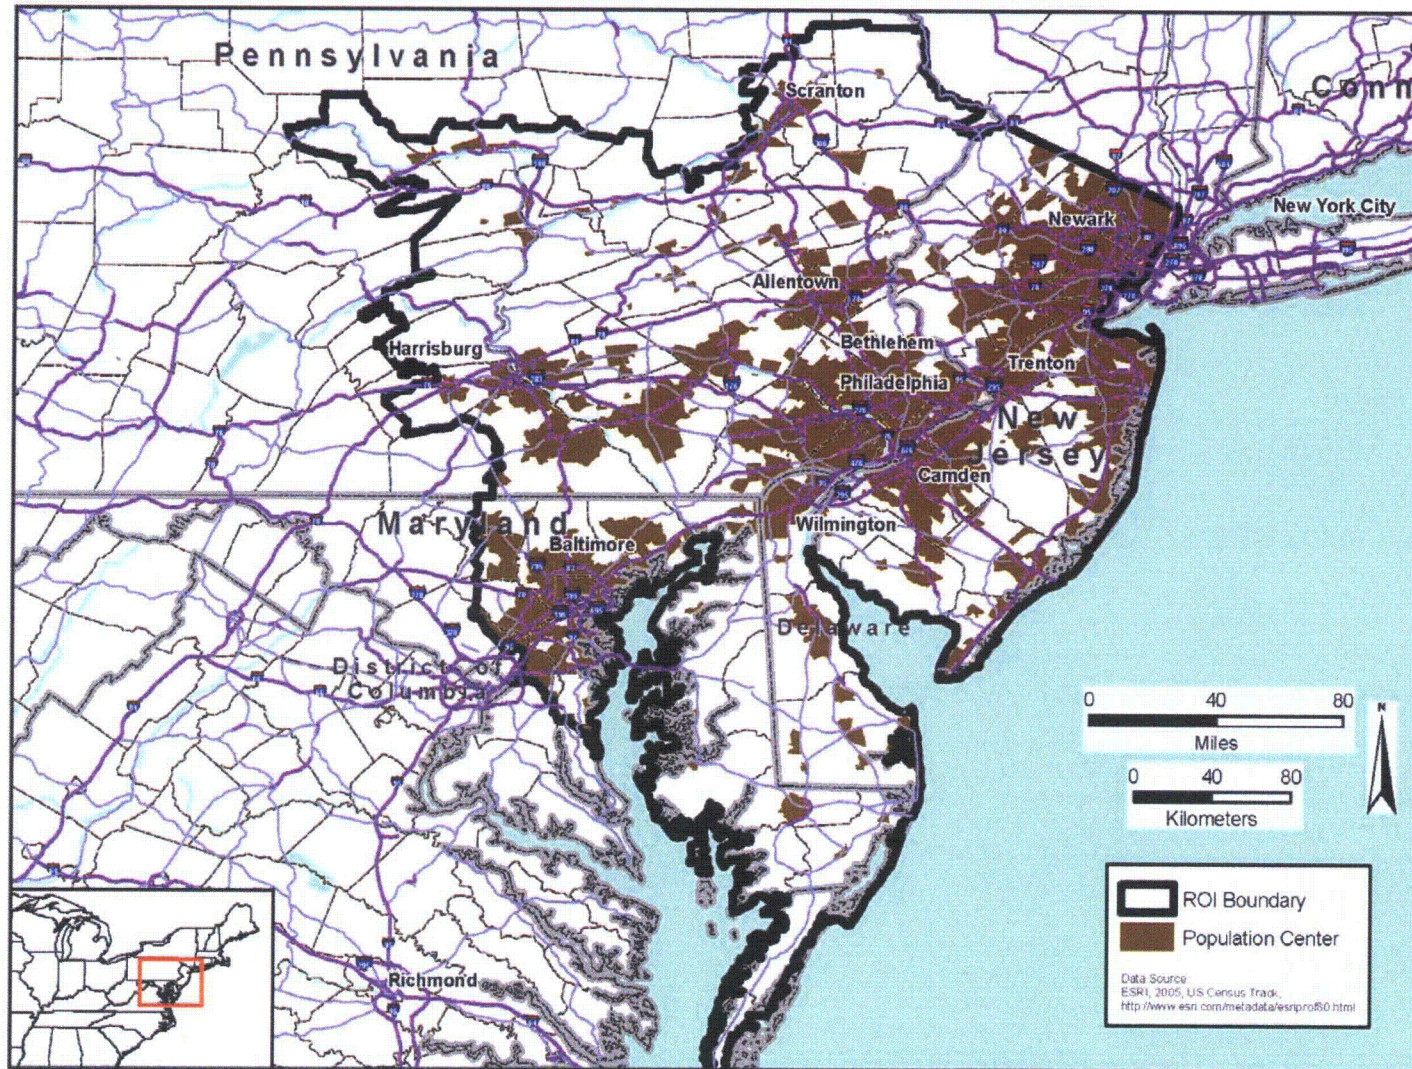 Pennsylvania
Scranton
Conn
New York City
Newark
Allentown
Bethlehem
Harrisburg
Trenton
Philadelphia
New
Jersey
Camden
Maryland
Wilmington
Baltimore
Delaware
District of
Columbia
Richmond
0 40 80
Miles
0 40 80
Kilometers
N
ROI Boundary
Population Center
Data Source
ESRI, 2005, US Census Track,
http://www.esri.com/metadata/esriprof80.html